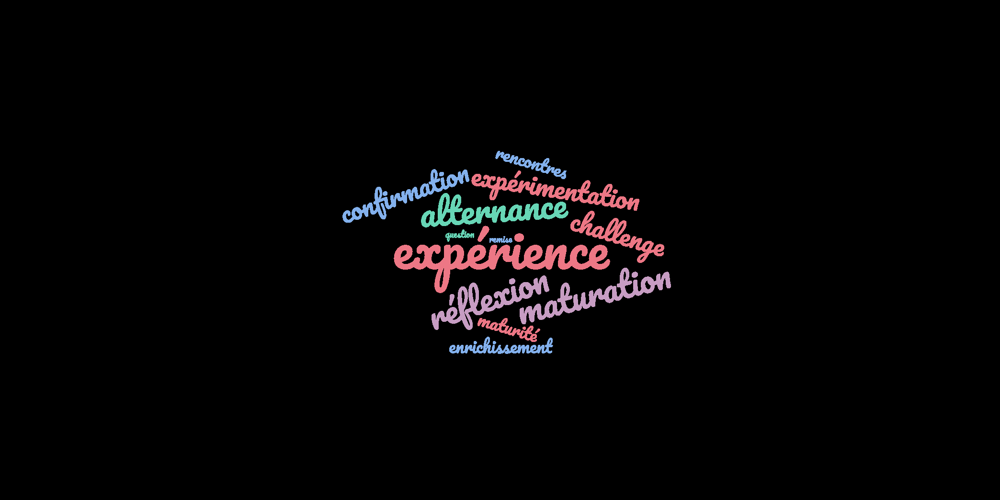 rencontres
confirmation
expérimentation
alternance
challenge
question
remise
expérience
réflexion
maturation
maturité
enrichissement